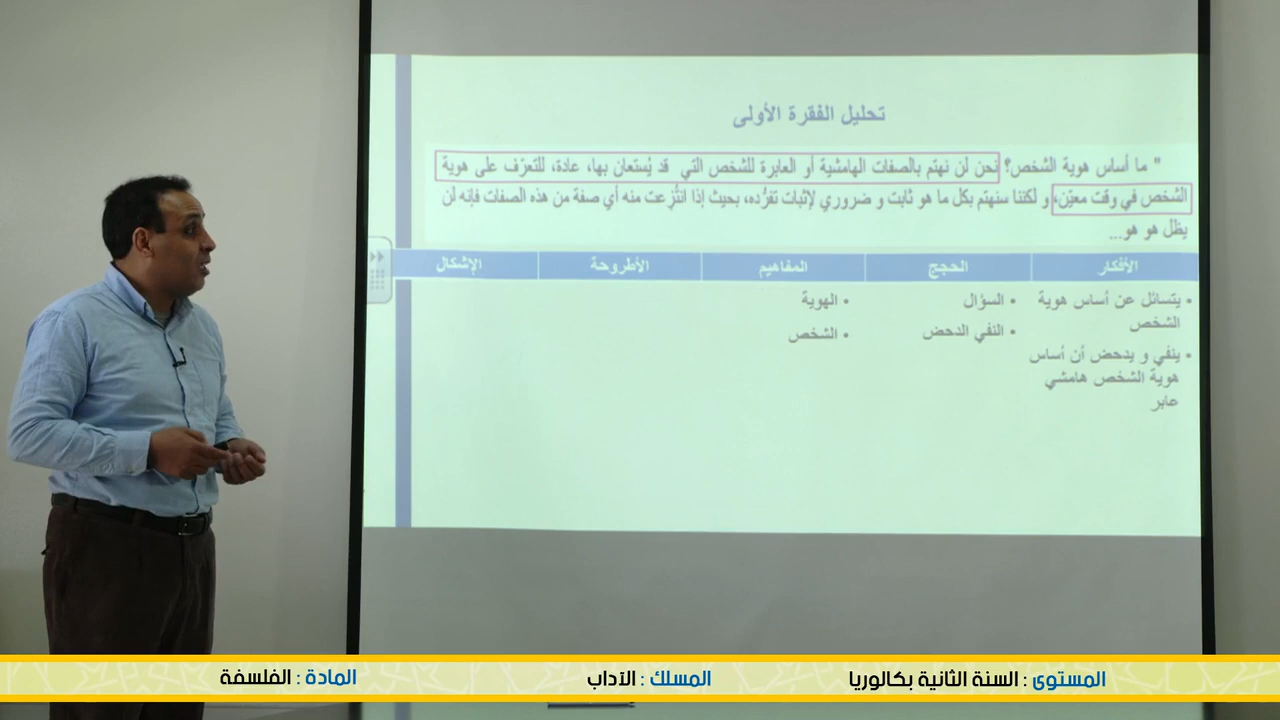 تحليل الفقرة الأولى
" ما أساس هوية الشخص؟ نحن لن نهتم بالصفات الهامشية أو العابرة للشخص التي قد يُستعان بها، عادة، للتعرّف على هوية
الشخص في وقت معيّن، و لكننا سنهتم بكل ما هو ثابت و ضروري لإثبات تفرُّده، بحيث إذا انتُزعت منه أي صفة من هذه الصفات فإنه لن
يظل هو هو...
الأفكار الحجج المفاهيم الأطروحة الإشكال
• يتسائل عن أساس هوية
الشخص
• ينفي و يدحض أن أساس
هوية الشخص هامشي
عابر
• السؤال
• النفي الدحض
• الهوية
• الشخص
المستوى : السنة الثانية بكالوريا المسلك : الآداب المادة : الفلسفة